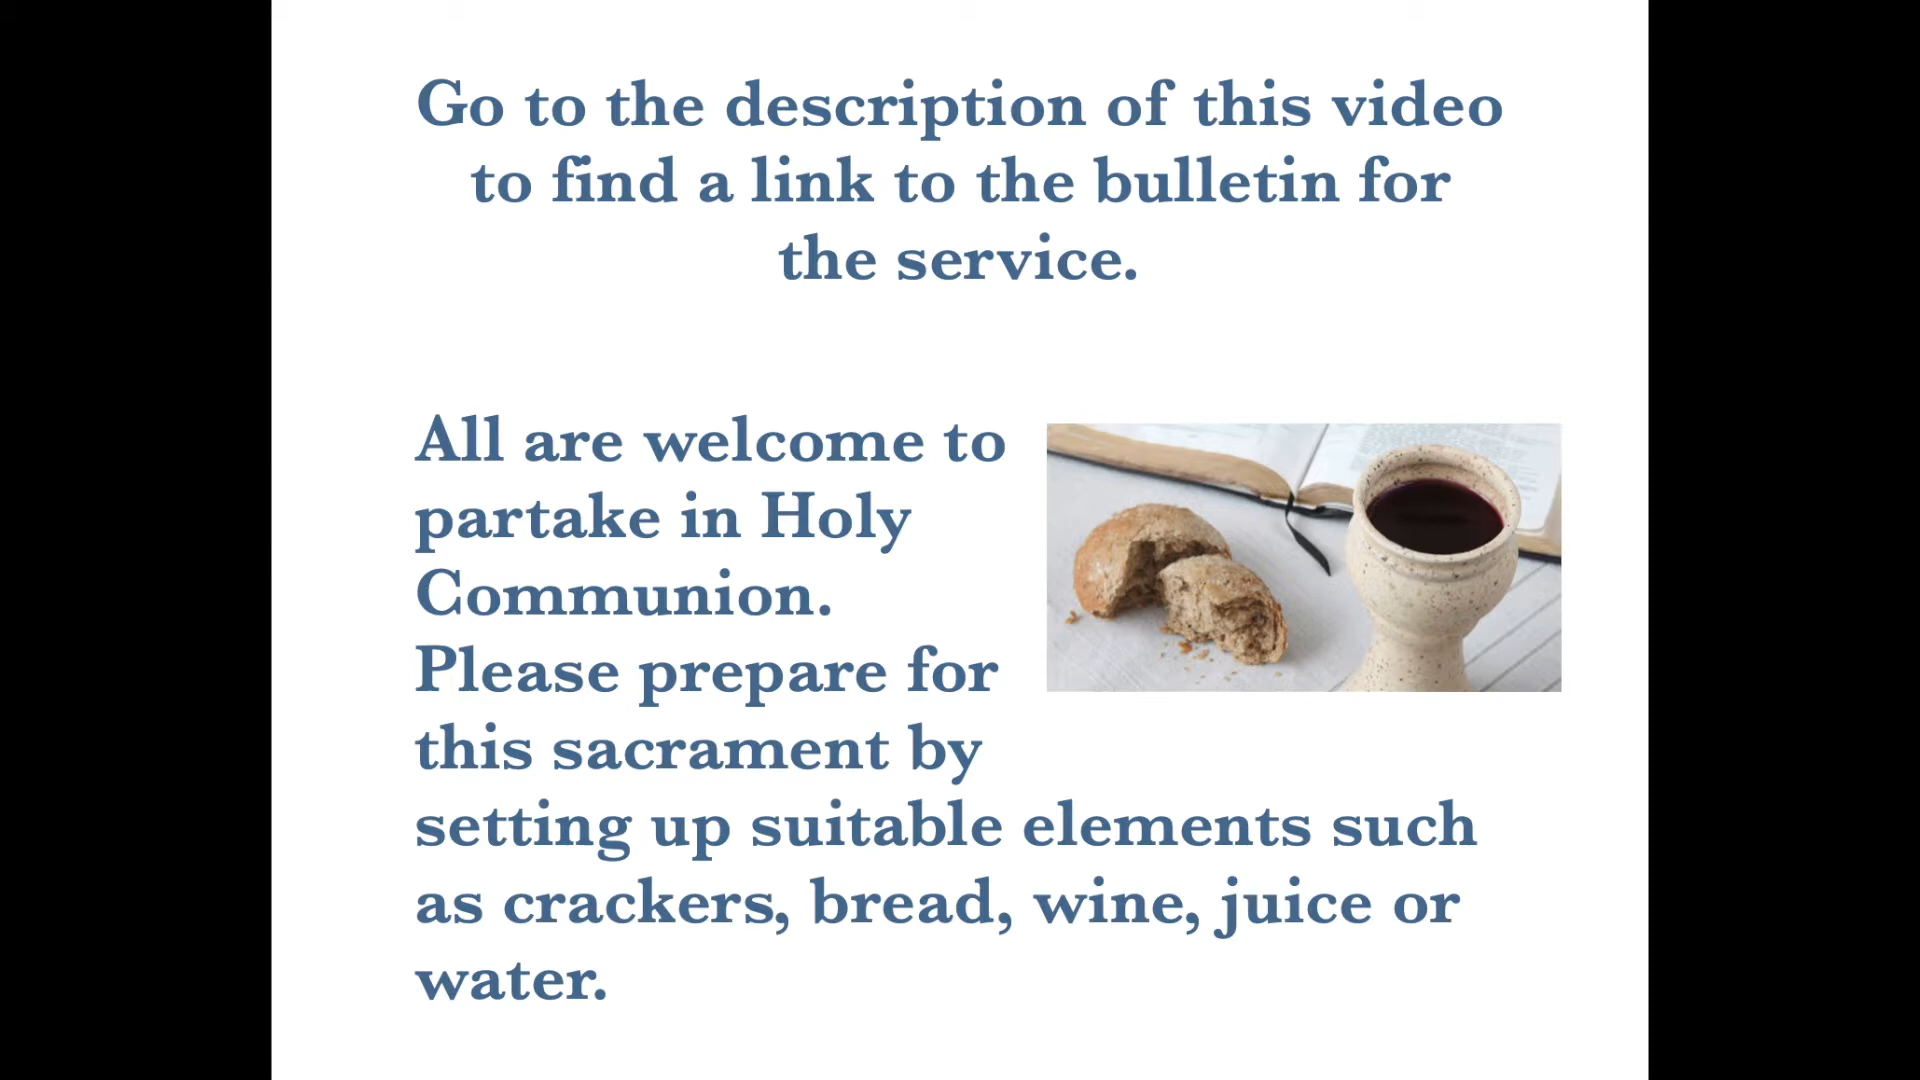 Go to the description of this video
to find a link to the bulletin for
the service.
All are welcome to
partake in Holy
Communion.
Please prepare for
this sacrament by
setting up suitable elements such
as crackers, bread, wine, juice or
water.